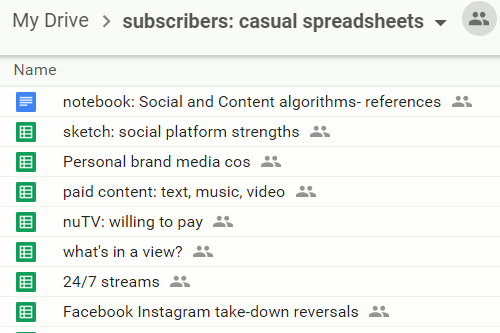 My Drive > subscribers: casual spreadsheets
Name
notebook: Social and Content algorithms- references
sketch: social platform strengths
Personal brand media cos
paid content: text, music, video
nuTV: willing to pay
what's in a view?
24/7 streams
Facebook Instagram take-down reversals